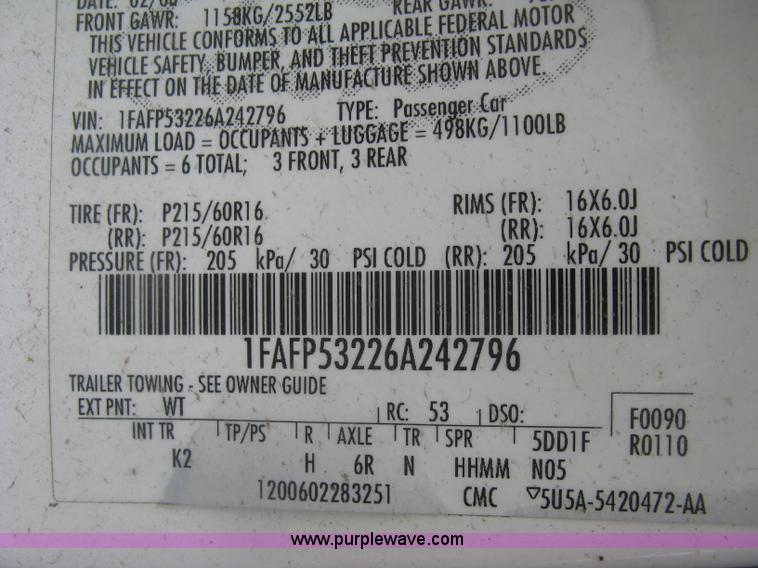 DATE: 02/06
FRONT GAWR: 1158KG/2552LB REAR GAWR:
THIS VEHICLE CONFORMS TO ALL APPLICABLE FEDERAL MOTOR
VEHICLE SAFETY, BUMPER, AND THEFT PREVENTION STANDARDS
IN EFFECT ON THE DATE OF MANUFACTURE SHOWN ABOVE.
VIN: 1FAFP53226A242796 TYPE: Passenger Car
MAXIMUM LOAD = OCCUPANTS + LUGGAGE = 498KG/1100LB
OCCUPANTS = 6 TOTAL; 3 FRONT, 3 REAR
TIRE (FR): P215/60R16 RIMS (FR): 16X6.0J
(RR): P215/60R16 (RR): 16X6.0J
PRESSURE (FR): 205 kPa/ 30 PSI COLD (RR): 205 kPa/ 30 PSI COLD
1FAFP53226A242796
TRAILER TOWING - SEE OWNER GUIDE
EXT PNT: WT RC: 53 DSO: F0090
INT TR TP/PS R AXLE TR SPR 5DD1F R0110
K2 H 6R N HHMM N05
1200602283251 CMC ▽5U5A-5420472-AA
www.purplewave.com